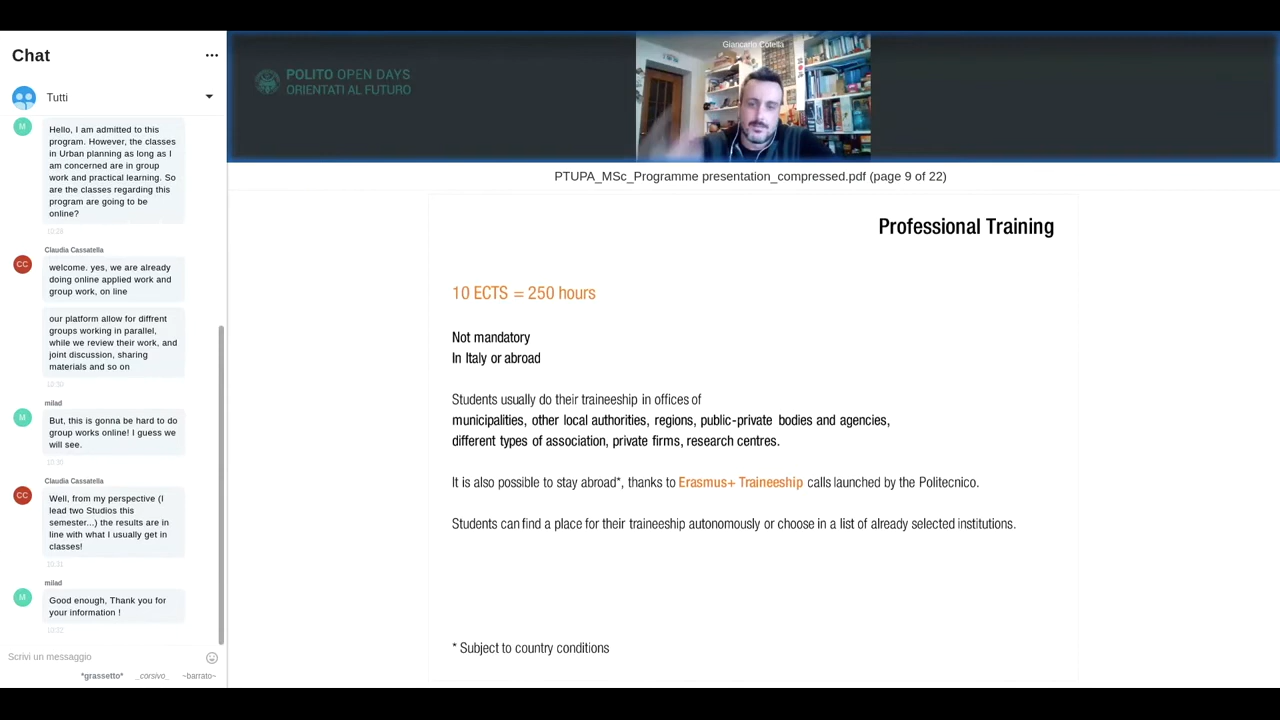 Chat
Tutti
M
Hello, I am admitted to this
program. However, the classes
in Urban planning as long as I
am concerned are in group
work and practical learning. So
are the classes regarding this
program are going to be
online?
10:28
Claudia Cassatella
CC
welcome. yes, we are already
doing online applied work and
group work, on line
our platform allow for diffrent
groups working in parallel,
while we review their work, and
joint discussion, sharing
materials and so on
10:30
milad
M
But, this is gonna be hard to do
group works online! I guess we
will see.
10:30
Claudia Cassatella
CC
Well, from my perspective (I
lead two Studios this
semester...) the results are in
line with what I usually get in
classes!
10:31
milad
M
Good enough, Thank you for
your information !
Scrivi un messaggio
*grassetto* _corsivo_ ~barrato~
POLITO OPEN DAYS
ORIENTATI AL FUTURO
Giancarlo Cotella
PTUPA_MSc_Programme presentation_compressed.pdf (page 9 of 22)
Professional Training
10 ECTS = 250 hours
Not mandatory
In Italy or abroad
Students usually do their traineeship in offices of
municipalities, other local authorities, regions, public-private bodies and agencies,
different types of association, private firms, research centres.
It is also possible to stay abroad*, thanks to Erasmus+ Traineeship calls launched by the Politecnico.
Students can find a place for their traineeship autonomously or choose in a list of already selected institutions.
* Subject to country conditions